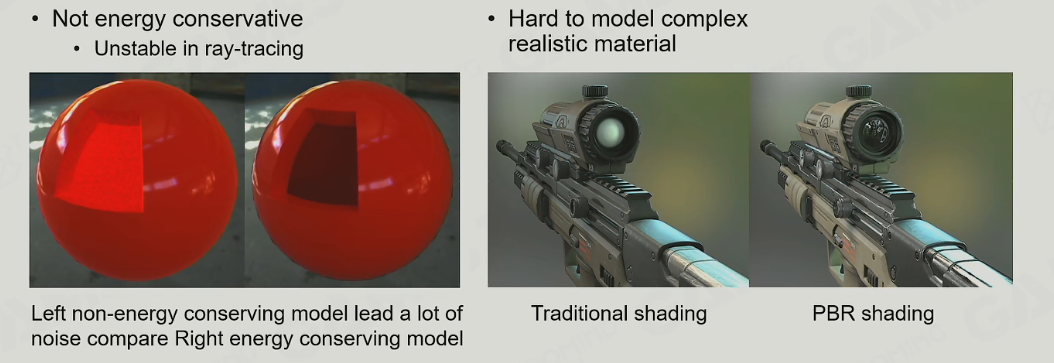 • Not energy conservative
• Unstable in ray-tracing
Left non-energy conserving model lead a lot of
noise compare Right energy conserving model
• Hard to model complex
realistic material
Traditional shading
PBR shading